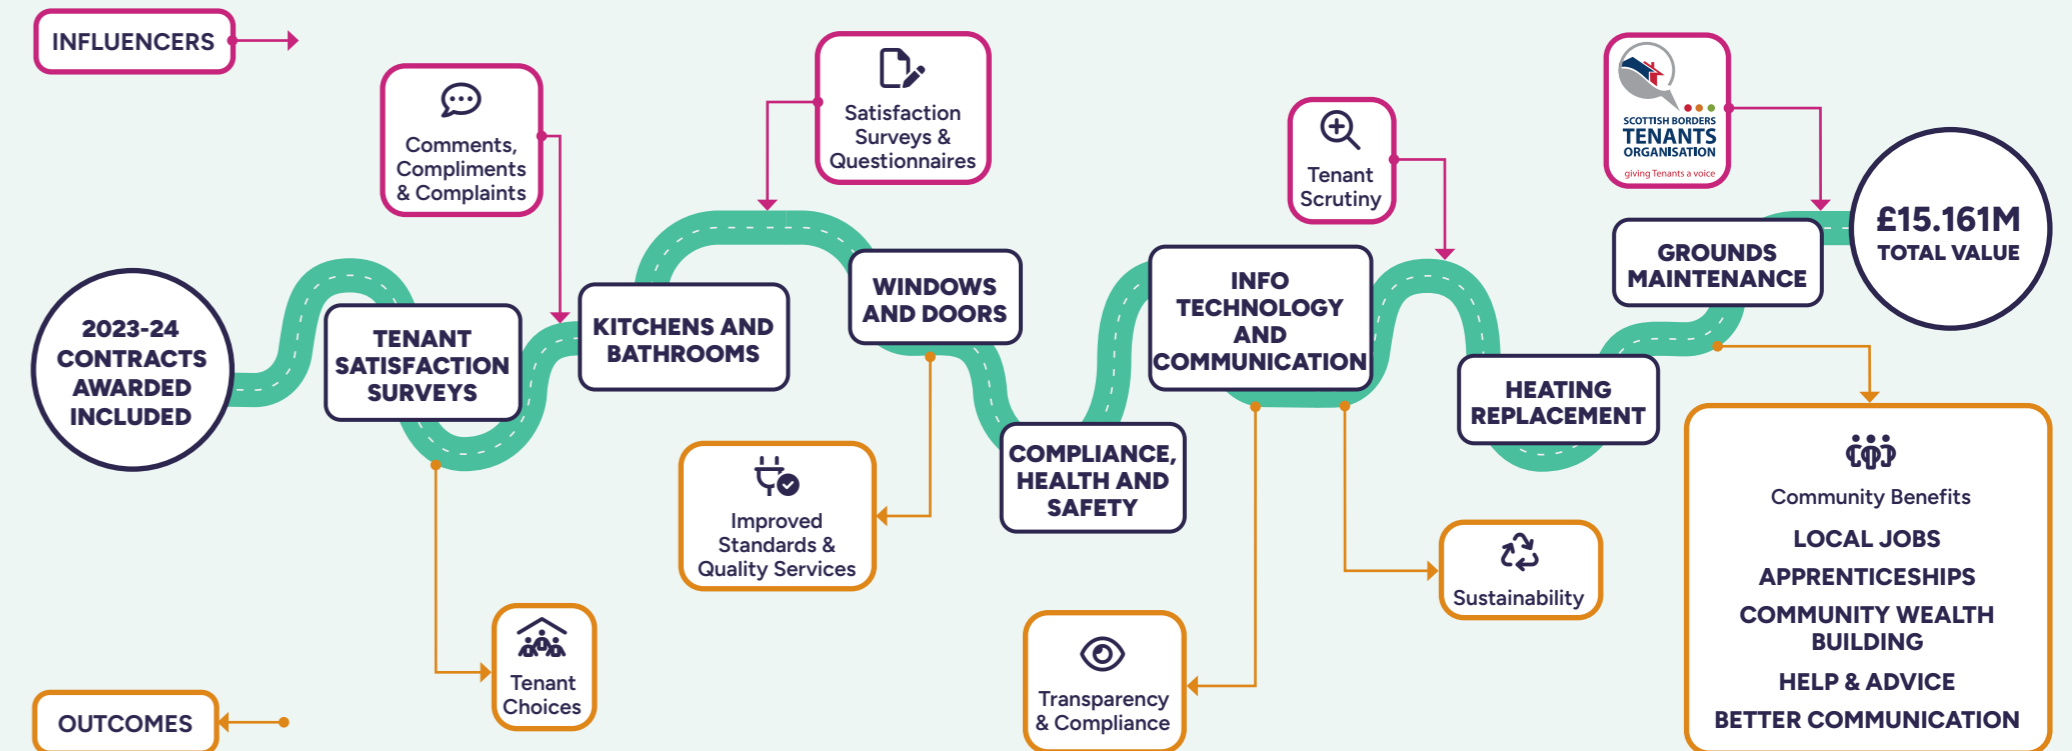 INFLUENCERS
Comments,
Compliments
& Complaints
Satisfaction
Surveys &
Questionnaires
Tenant
Scrutiny
SCOTTISH BORDERS
TENANTS
ORGANISATION
giving Tenants a voice
2023-24
CONTRACTS
AWARDED
INCLUDED
TENANT
SATISFACTION
SURVEYS
KITCHENS AND
BATHROOMS
WINDOWS
AND DOORS
COMPLIANCE,
HEALTH AND
SAFETY
INFO
TECHNOLOGY
AND
COMMUNICATION
HEATING
REPLACEMENT
GROUNDS
MAINTENANCE
£15.161M
TOTAL VALUE
OUTCOMES
Tenant
Choices
Improved
Standards &
Quality Services
Transparency
& Compliance
Sustainability
Community Benefits
LOCAL JOBS
APPRENTICESHIPS
COMMUNITY WEALTH
BUILDING
HELP & ADVICE
BETTER COMMUNICATION